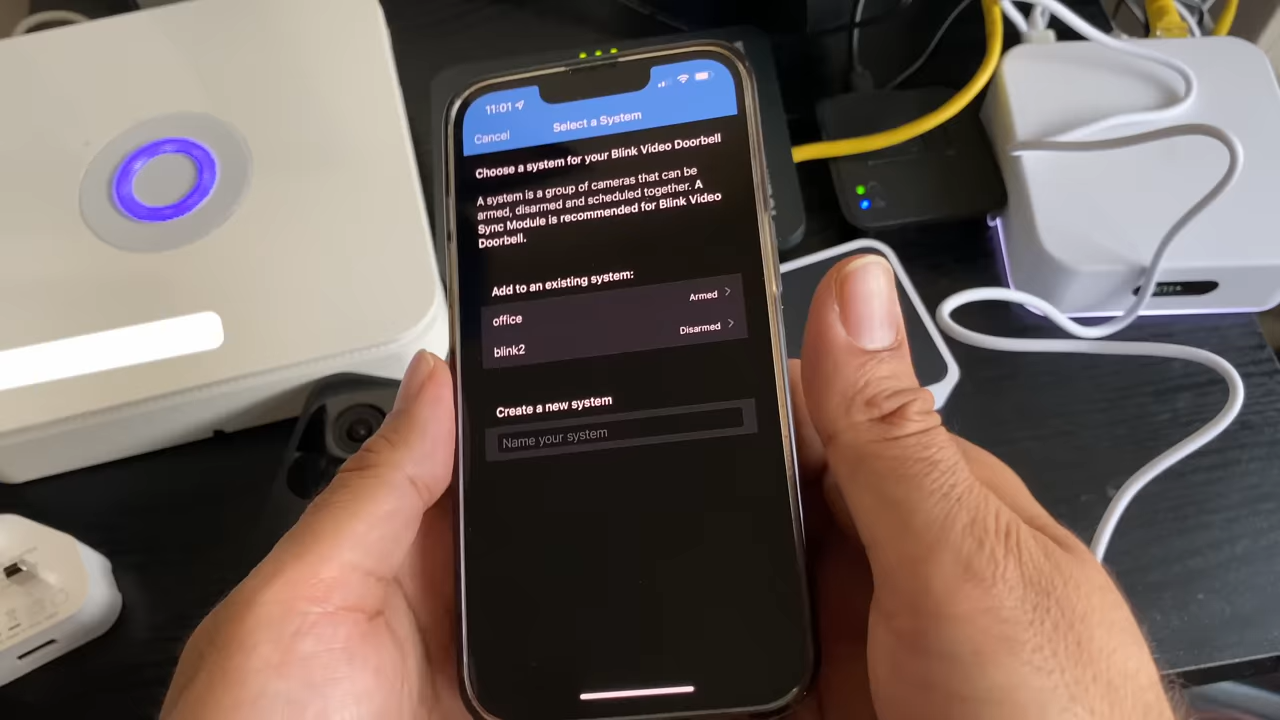 11:01
Cancel
Select a System
Choose a system for your Blink Video Doorbell
A system is a group of cameras that can be
armed, disarmed and scheduled together. A
Sync Module is recommended for Blink Video
Doorbell.
Add to an existing system:
office
Armed
blink2
Disarmed
Create a new system
Name your system